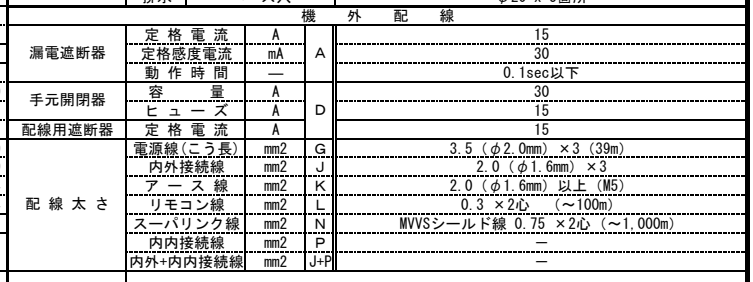 機 外 配 線
漏電遮断器 定格電流 A A 15
定格感度電流 mA 30
動作時間 — 0.1sec以下
手元開閉器 容量 A D 30
ヒューズ A 15
配線用遮断器 定格電流 A 15
配線太さ 電源線(こう長) mm2 G 3.5 (φ2.0mm) ×3 (39m)
内外接続線 mm2 J 2.0 (φ1.6mm) ×3
アース線 mm2 K 2.0 (φ1.6mm) 以上 (M5)
リモコン線 mm2 L 0.3 ×2心 (～100m)
スーパリンク線 mm2 N MVVSシールド線 0.75 ×2心 (～1,000m)
内内接続線 mm2 P —
内外+内内接続線 mm2 J+P —